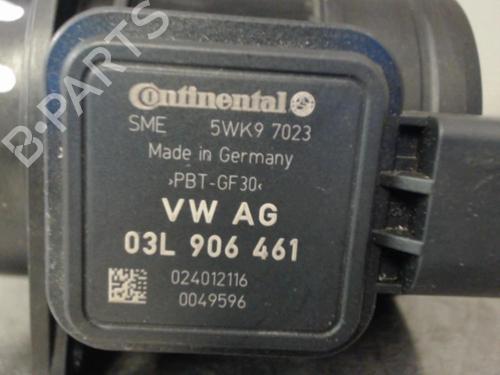 Continental
SME 5WK9 7023
Made in Germany
›PBT-GF30‹
VW AG
03L 906 461
024012116
0049596
B-PARTS